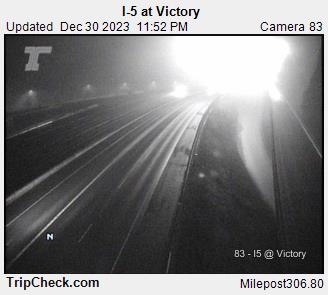 I-5 at Victory
Updated Dec 30 2023 11:52 PM Camera 83
T
N
83 - I5 @ Victory
TripCheck.com Milepost306.80